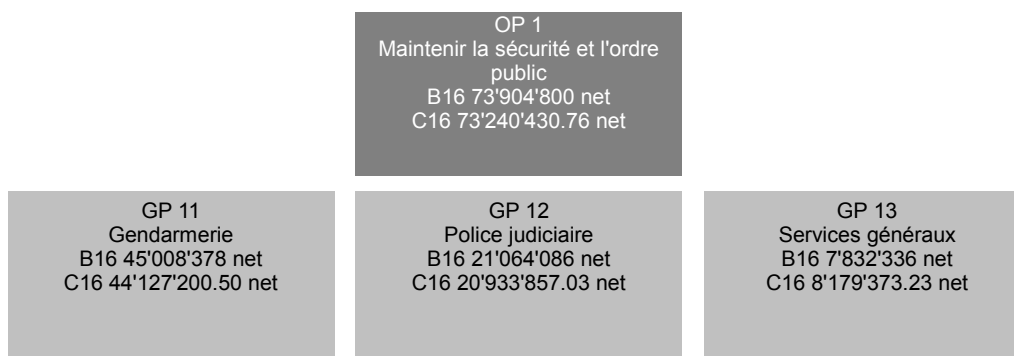 OP 1
Maintenir la sécurité et l'ordre
public
B16 73'904'800 net
C16 73'240'430.76 net
GP 11
Gendarmerie
B16 45'008'378 net
C16 44'127'200.50 net
GP 12
Police judiciaire
B16 21'064'086 net
C16 20'933'857.03 net
GP 13
Services généraux
B16 7'832'336 net
C16 8'179'373.23 net